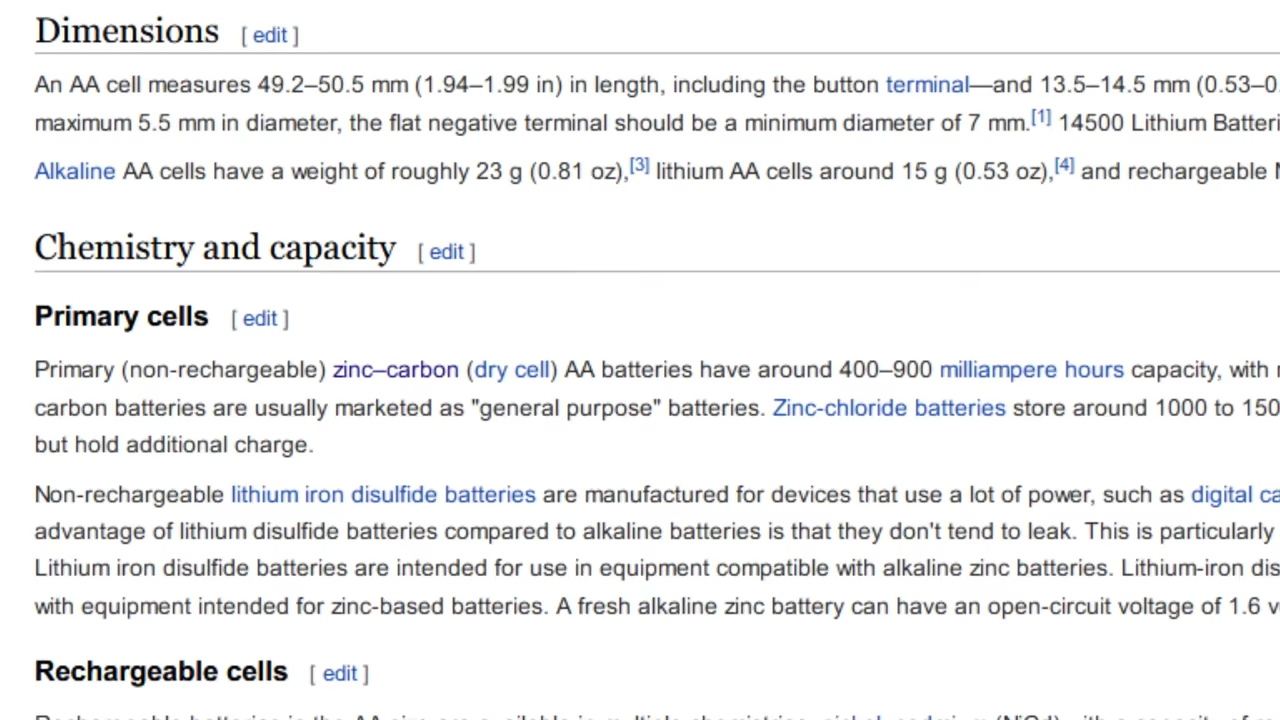 Dimensions [ edit ]
An AA cell measures 49.2–50.5 mm (1.94–1.99 in) in length, including the button terminal—and 13.5–14.5 mm (0.53–0.
maximum 5.5 mm in diameter, the flat negative terminal should be a minimum diameter of 7 mm.[1] 14500 Lithium Batteri
Alkaline AA cells have a weight of roughly 23 g (0.81 oz),[3] lithium AA cells around 15 g (0.53 oz),[4] and rechargeable
Chemistry and capacity [ edit ]
Primary cells [ edit ]
Primary (non-rechargeable) zinc–carbon (dry cell) AA batteries have around 400–900 milliampere hours capacity, with
carbon batteries are usually marketed as "general purpose" batteries. Zinc-chloride batteries store around 1000 to 150
but hold additional charge.
Non-rechargeable lithium iron disulfide batteries are manufactured for devices that use a lot of power, such as digital ca
advantage of lithium disulfide batteries compared to alkaline batteries is that they don't tend to leak. This is particularly
Lithium iron disulfide batteries are intended for use in equipment compatible with alkaline zinc batteries. Lithium-iron dis
with equipment intended for zinc-based batteries. A fresh alkaline zinc battery can have an open-circuit voltage of 1.6 v
Rechargeable cells [ edit ]